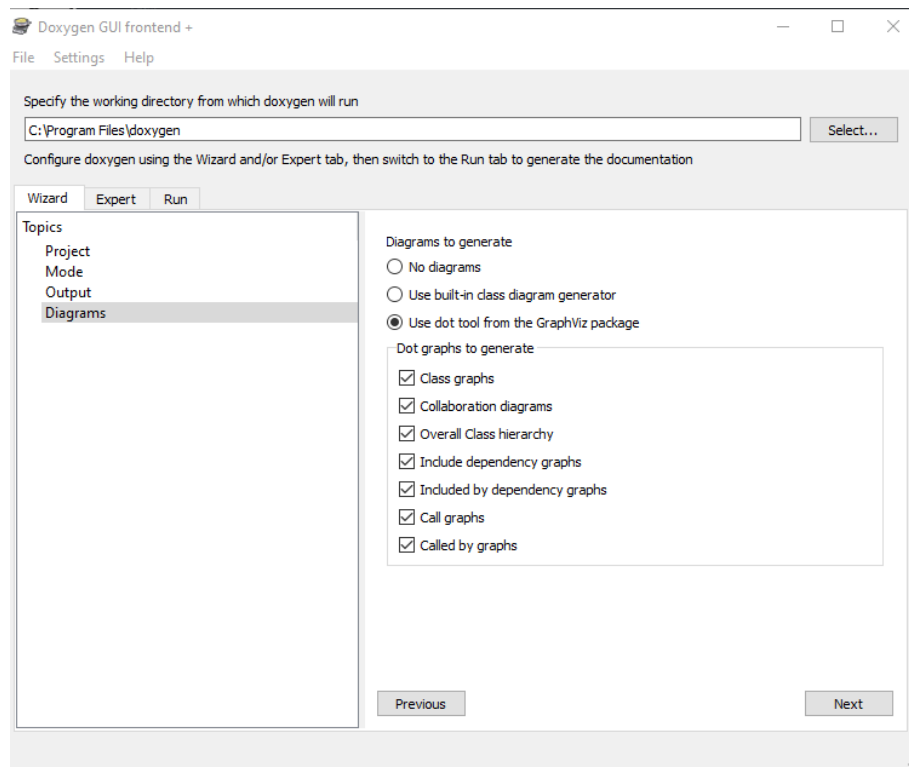 Doxygen GUI frontend +
File Settings Help
Specify the working directory from which doxygen will run
C:\Program Files\doxygen
Select...
Configure doxygen using the Wizard and/or Expert tab, then switch to the Run tab to generate the documentation
Wizard Expert Run
Topics
Project
Mode
Output
Diagrams
Diagrams to generate
No diagrams
Use built-in class diagram generator
Use dot tool from the GraphViz package
Dot graphs to generate
Class graphs
Collaboration diagrams
Overall Class hierarchy
Include dependency graphs
Included by dependency graphs
Call graphs
Called by graphs
Previous Next